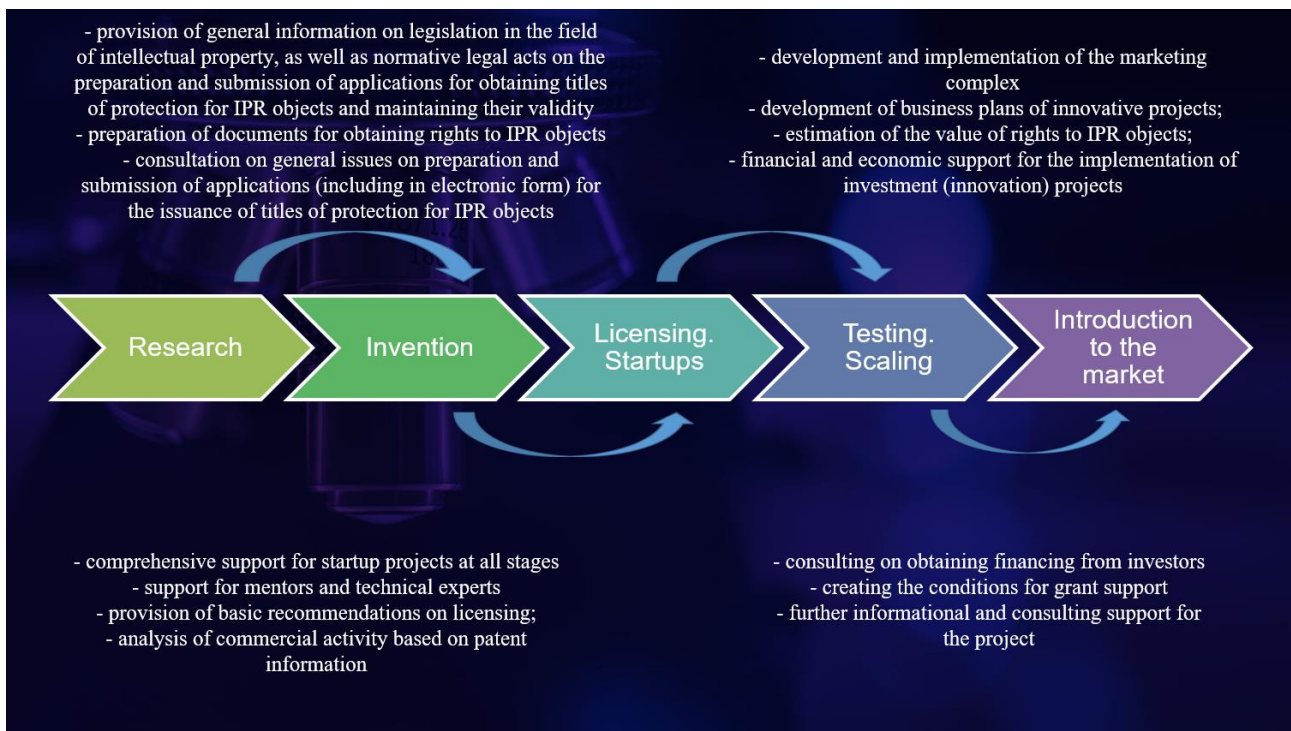 - provision of general information on legislation in the field
of intellectual property, as well as normative legal acts on the
preparation and submission of applications for obtaining titles
of protection for IPR objects and maintaining their validity
- preparation of documents for obtaining rights to IPR objects
- consultation on general issues on preparation and
submission of applications (including in electronic form) for
the issuance of titles of protection for IPR objects
- development and implementation of the marketing
complex
- development of business plans of innovative projects;
- estimation of the value of rights to IPR objects;
- financial and economic support for the implementation of
investment (innovation) projects
Research
Invention
Licensing.
Startups
Testing.
Scaling
Introduction
to the
market
- comprehensive support for startup projects at all stages
- support for mentors and technical experts
- provision of basic recommendations on licensing;
- analysis of commercial activity based on patent
information
- consulting on obtaining financing from investors
- creating the conditions for grant support
- further informational and consulting support for
the project